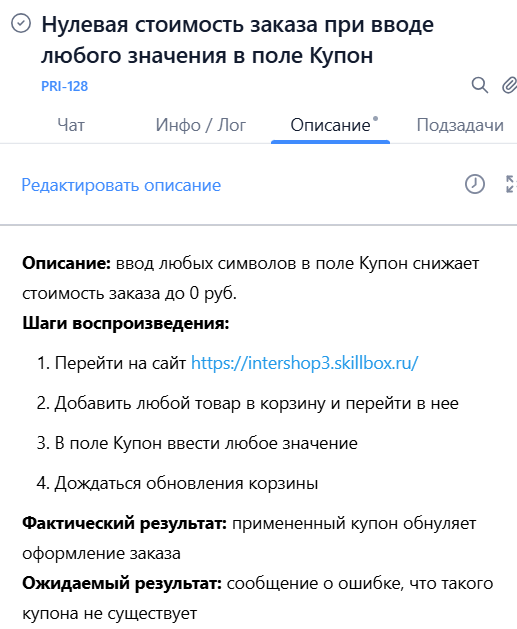 Нулевая стоимость заказа при вводе
любого значения в поле Купон
PRI-128
Чат
Инфо / Лог
Описание
Подзадачи
Редактировать описание
Описание: ввод любых символов в поле Купон снижает
стоимость заказа до 0 руб.
Шаги воспроизведения:
1. Перейти на сайт https://intershop3.skillbox.ru/
2. Добавить любой товар в корзину и перейти в нее
3. В поле Купон ввести любое значение
4. Дождаться обновления корзины
Фактический результат: примененный купон обнуляет
оформление заказа
Ожидаемый результат: сообщение о ошибке, что такого
купона не существует